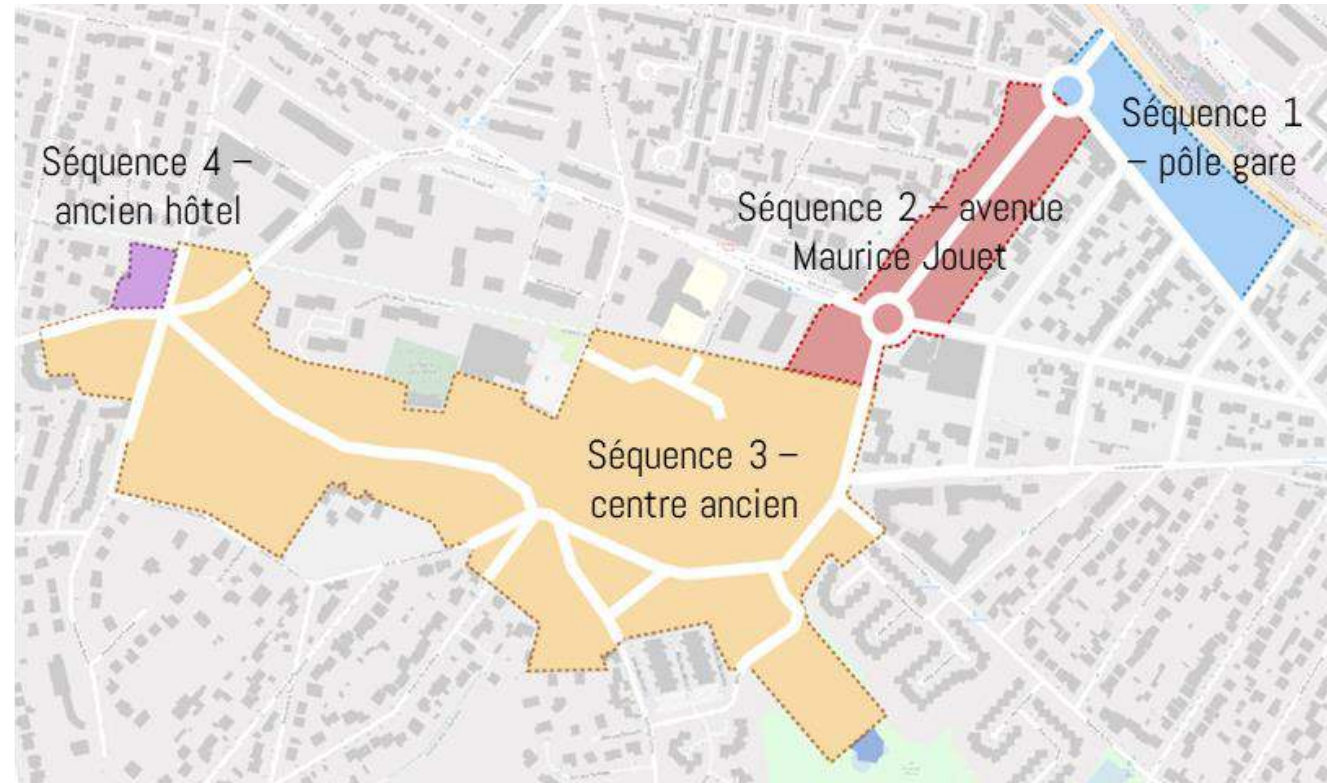 Séquence 1
– pôle gare
Séquence 4 –
ancien hôtel
Séquence 2 – avenue
Maurice Jouet
Séquence 3 –
centre ancien